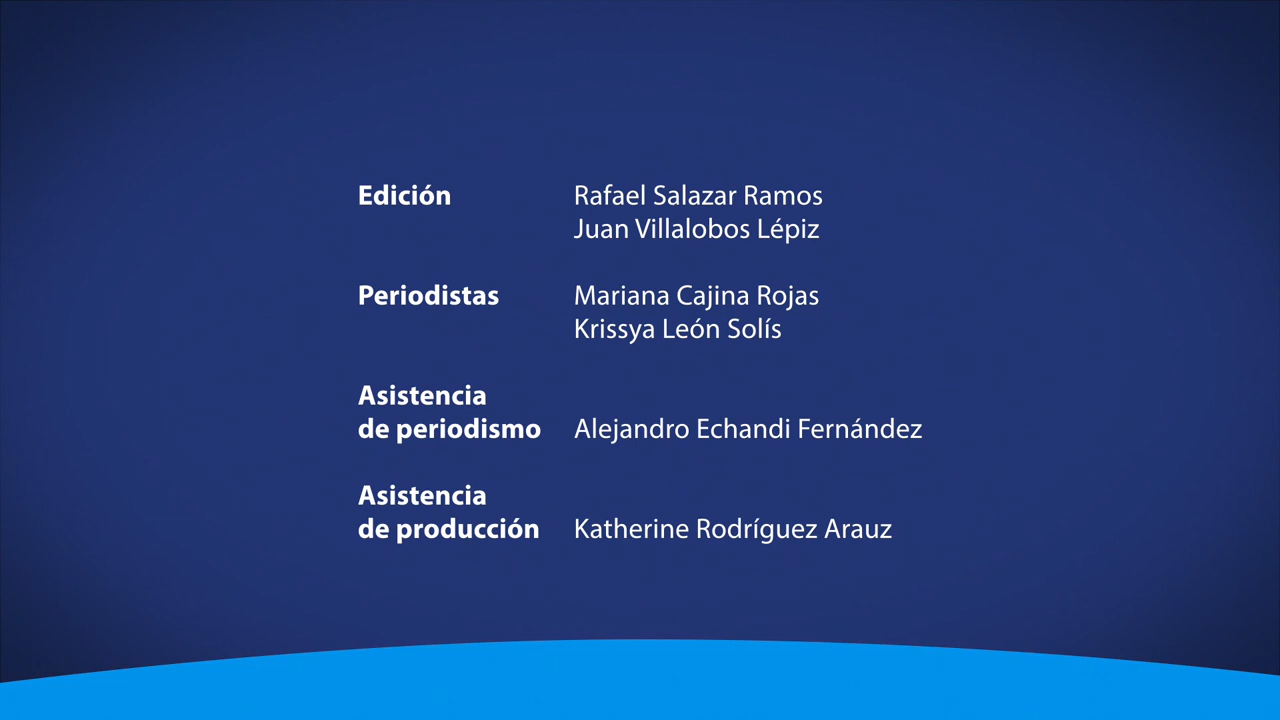 Edición Rafael Salazar Ramos
Juan Villalobos Lépiz
Periodistas Mariana Cajina Rojas
Krissya León Solís
Asistencia
de periodismo Alejandro Echandi Fernández
Asistencia
de producción Katherine Rodríguez Arauz